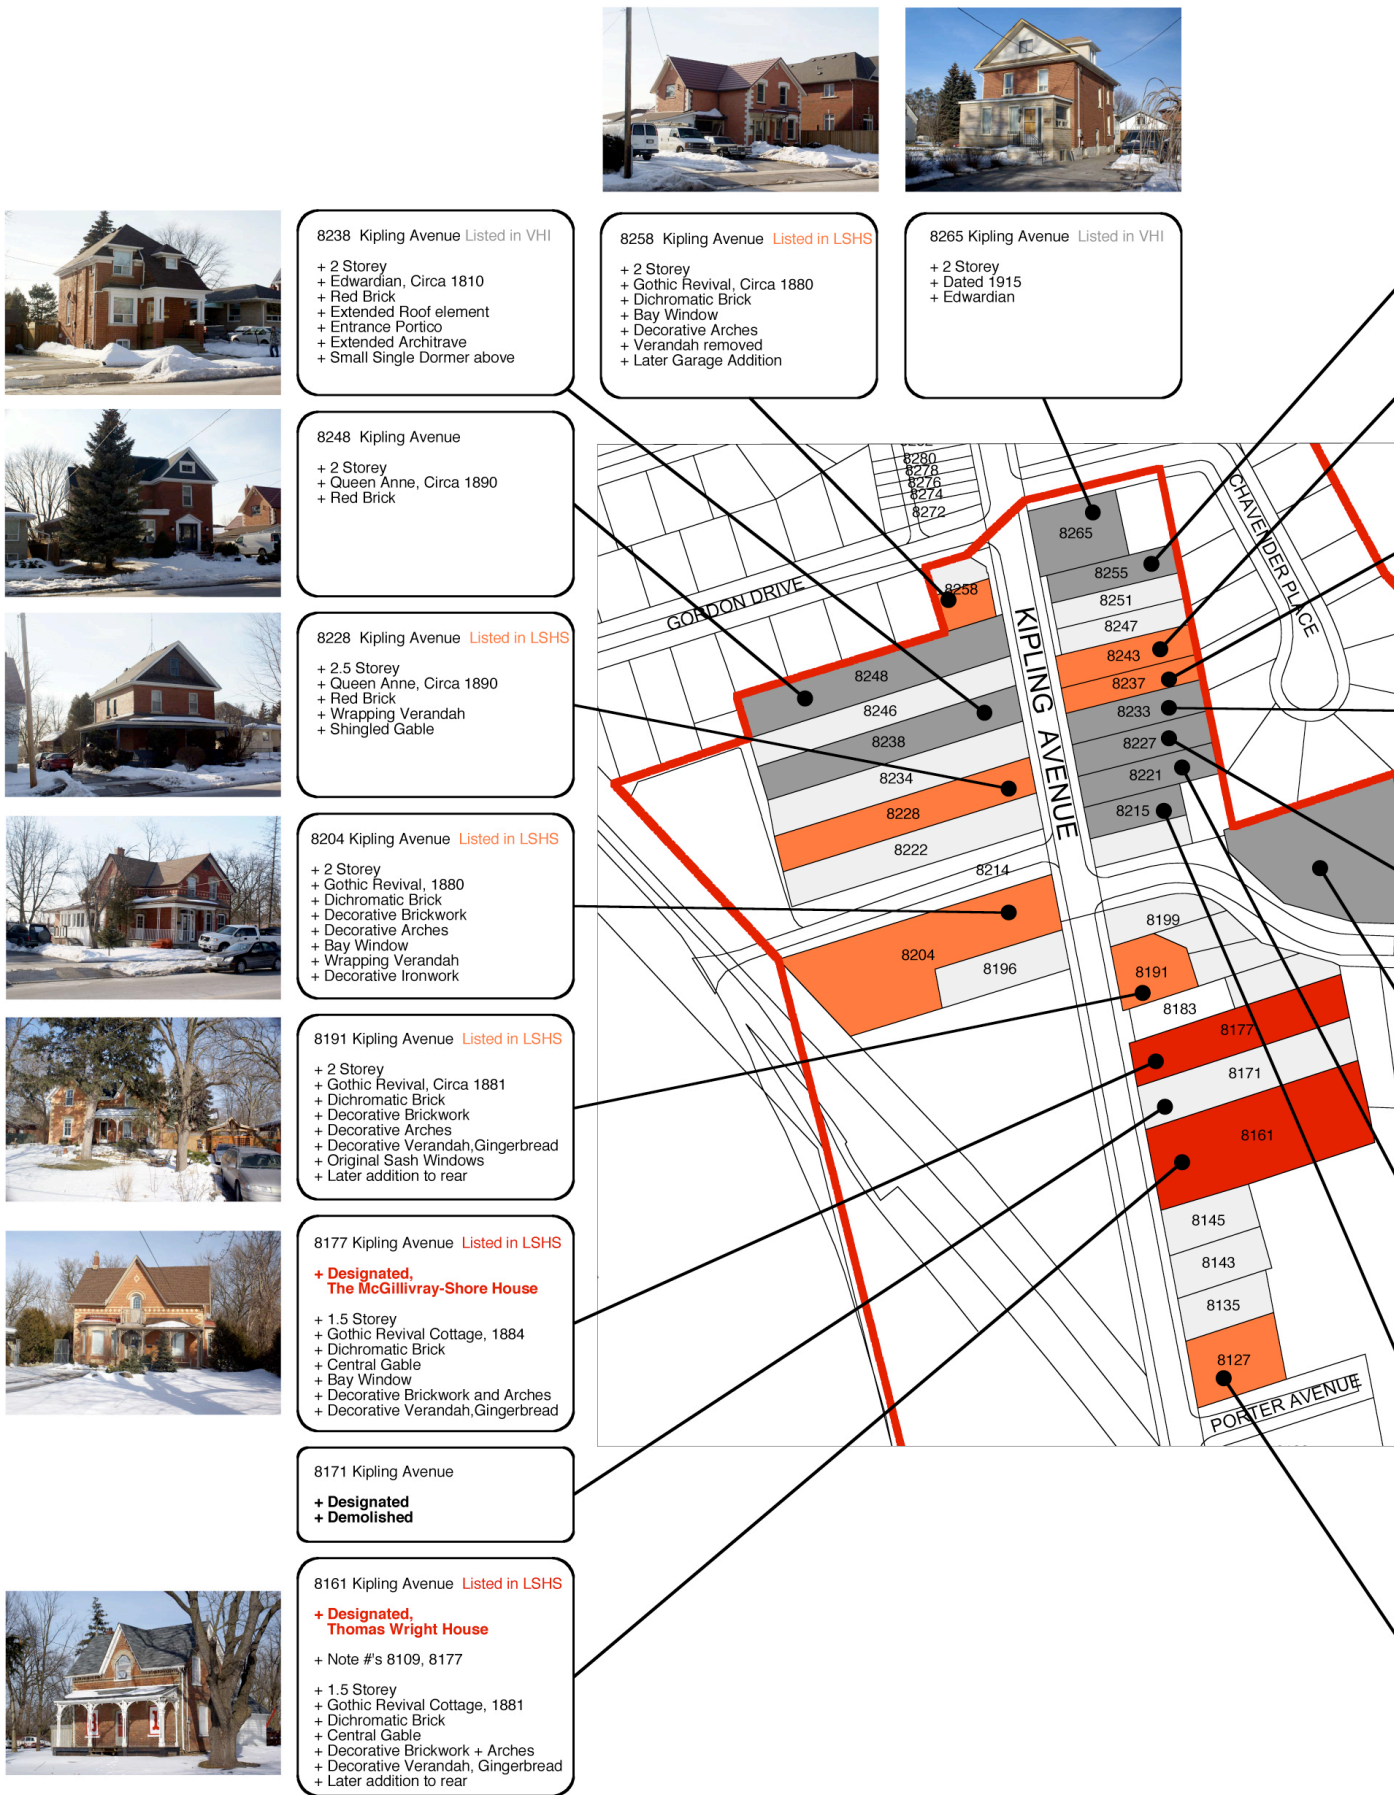 8238 Kipling Avenue Listed in VHI
+ 2 Storey
+ Edwardian, Circa 1810
+ Red Brick
+ Extended Roof element
+ Entrance Portico
+ Extended Architrave
+ Small Single Dormer above
8258 Kipling Avenue Listed in LSHS
+ 2 Storey
+ Gothic Revival, Circa 1880
+ Dichromatic Brick
+ Bay Window
+ Decorative Arches
+ Verandah removed
+ Later Garage Addition
8265 Kipling Avenue Listed in VHI
+ 2 Storey
+ Dated 1915
+ Edwardian
8248 Kipling Avenue
+ 2 Storey
+ Queen Anne, Circa 1890
+ Red Brick
8228 Kipling Avenue Listed in LSHS
+ 2.5 Storey
+ Queen Anne, Circa 1890
+ Red Brick
+ Wrapping Verandah
+ Shingled Gable
8204 Kipling Avenue Listed in LSHS
+ 2 Storey
+ Gothic Revival, 1880
+ Dichromatic Brick
+ Decorative Brickwork
+ Decorative Arches
+ Bay Window
+ Wrapping Verandah
+ Decorative Ironwork
8191 Kipling Avenue Listed in LSHS
+ 2 Storey
+ Gothic Revival, Circa 1881
+ Dichromatic Brick
+ Decorative Brickwork
+ Decorative Arches
+ Decorative Verandah,Gingerbread
+ Original Sash Windows
+ Later addition to rear
8177 Kipling Avenue Listed in LSHS
+ Designated,
The McGillivray-Shore House
+ 1.5 Storey
+ Gothic Revival Cottage, 1884
+ Dichromatic Brick
+ Central Gable
+ Bay Window
+ Decorative Brickwork and Arches
+ Decorative Verandah,Gingerbread
8171 Kipling Avenue
+ Designated
+ Demolished
8161 Kipling Avenue Listed in LSHS
+ Designated,
Thomas Wright House
+ Note #'s 8109, 8177
+ 1.5 Storey
+ Gothic Revival Cottage, 1881
+ Dichromatic Brick
+ Central Gable
+ Decorative Brickwork + Arches
+ Decorative Verandah, Gingerbread
+ Later addition to rear
8280
8278
8276
8274
8272
GORDON DRIVE
KIPLING AVENUE
CHAVENDER PLACE
PORTER AVENUE
8258
8248
8246
8238
8234
8228
8222
8214
8204
8196
8265
8255
8251
8247
8243
8237
8233
8227
8221
8215
8199
8191
8183
8177
8171
8161
8145
8143
8135
8127